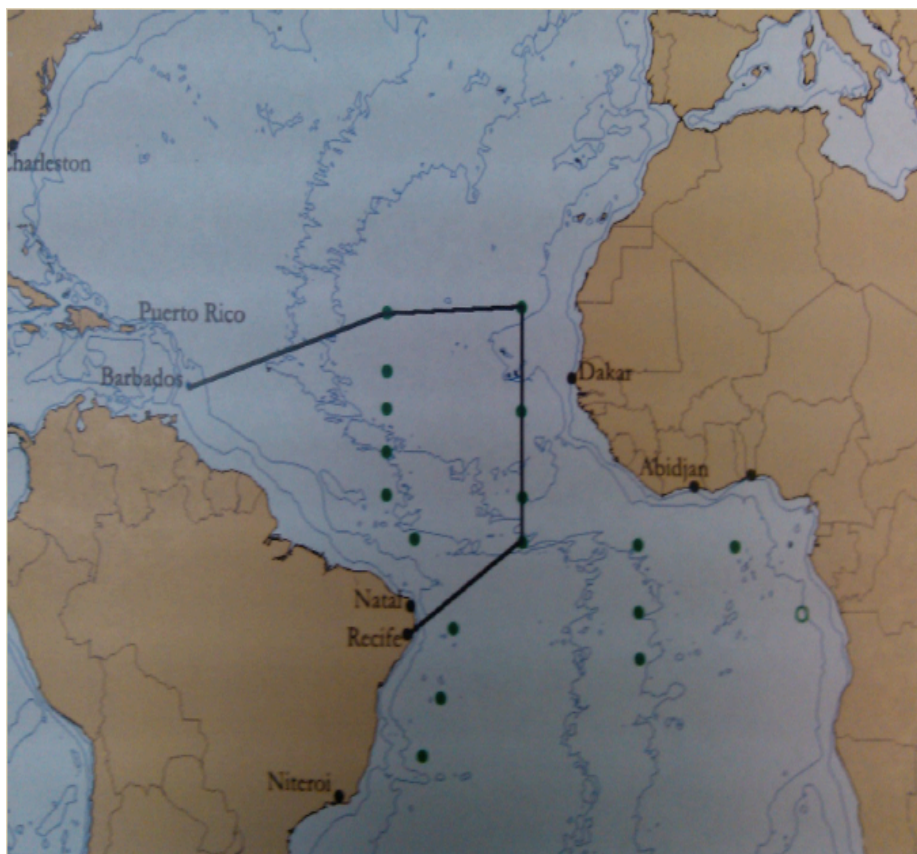 Charleston
Puerto Rico
Barbados
Dakar
Abidjan
Natal
Recife
Niteroi